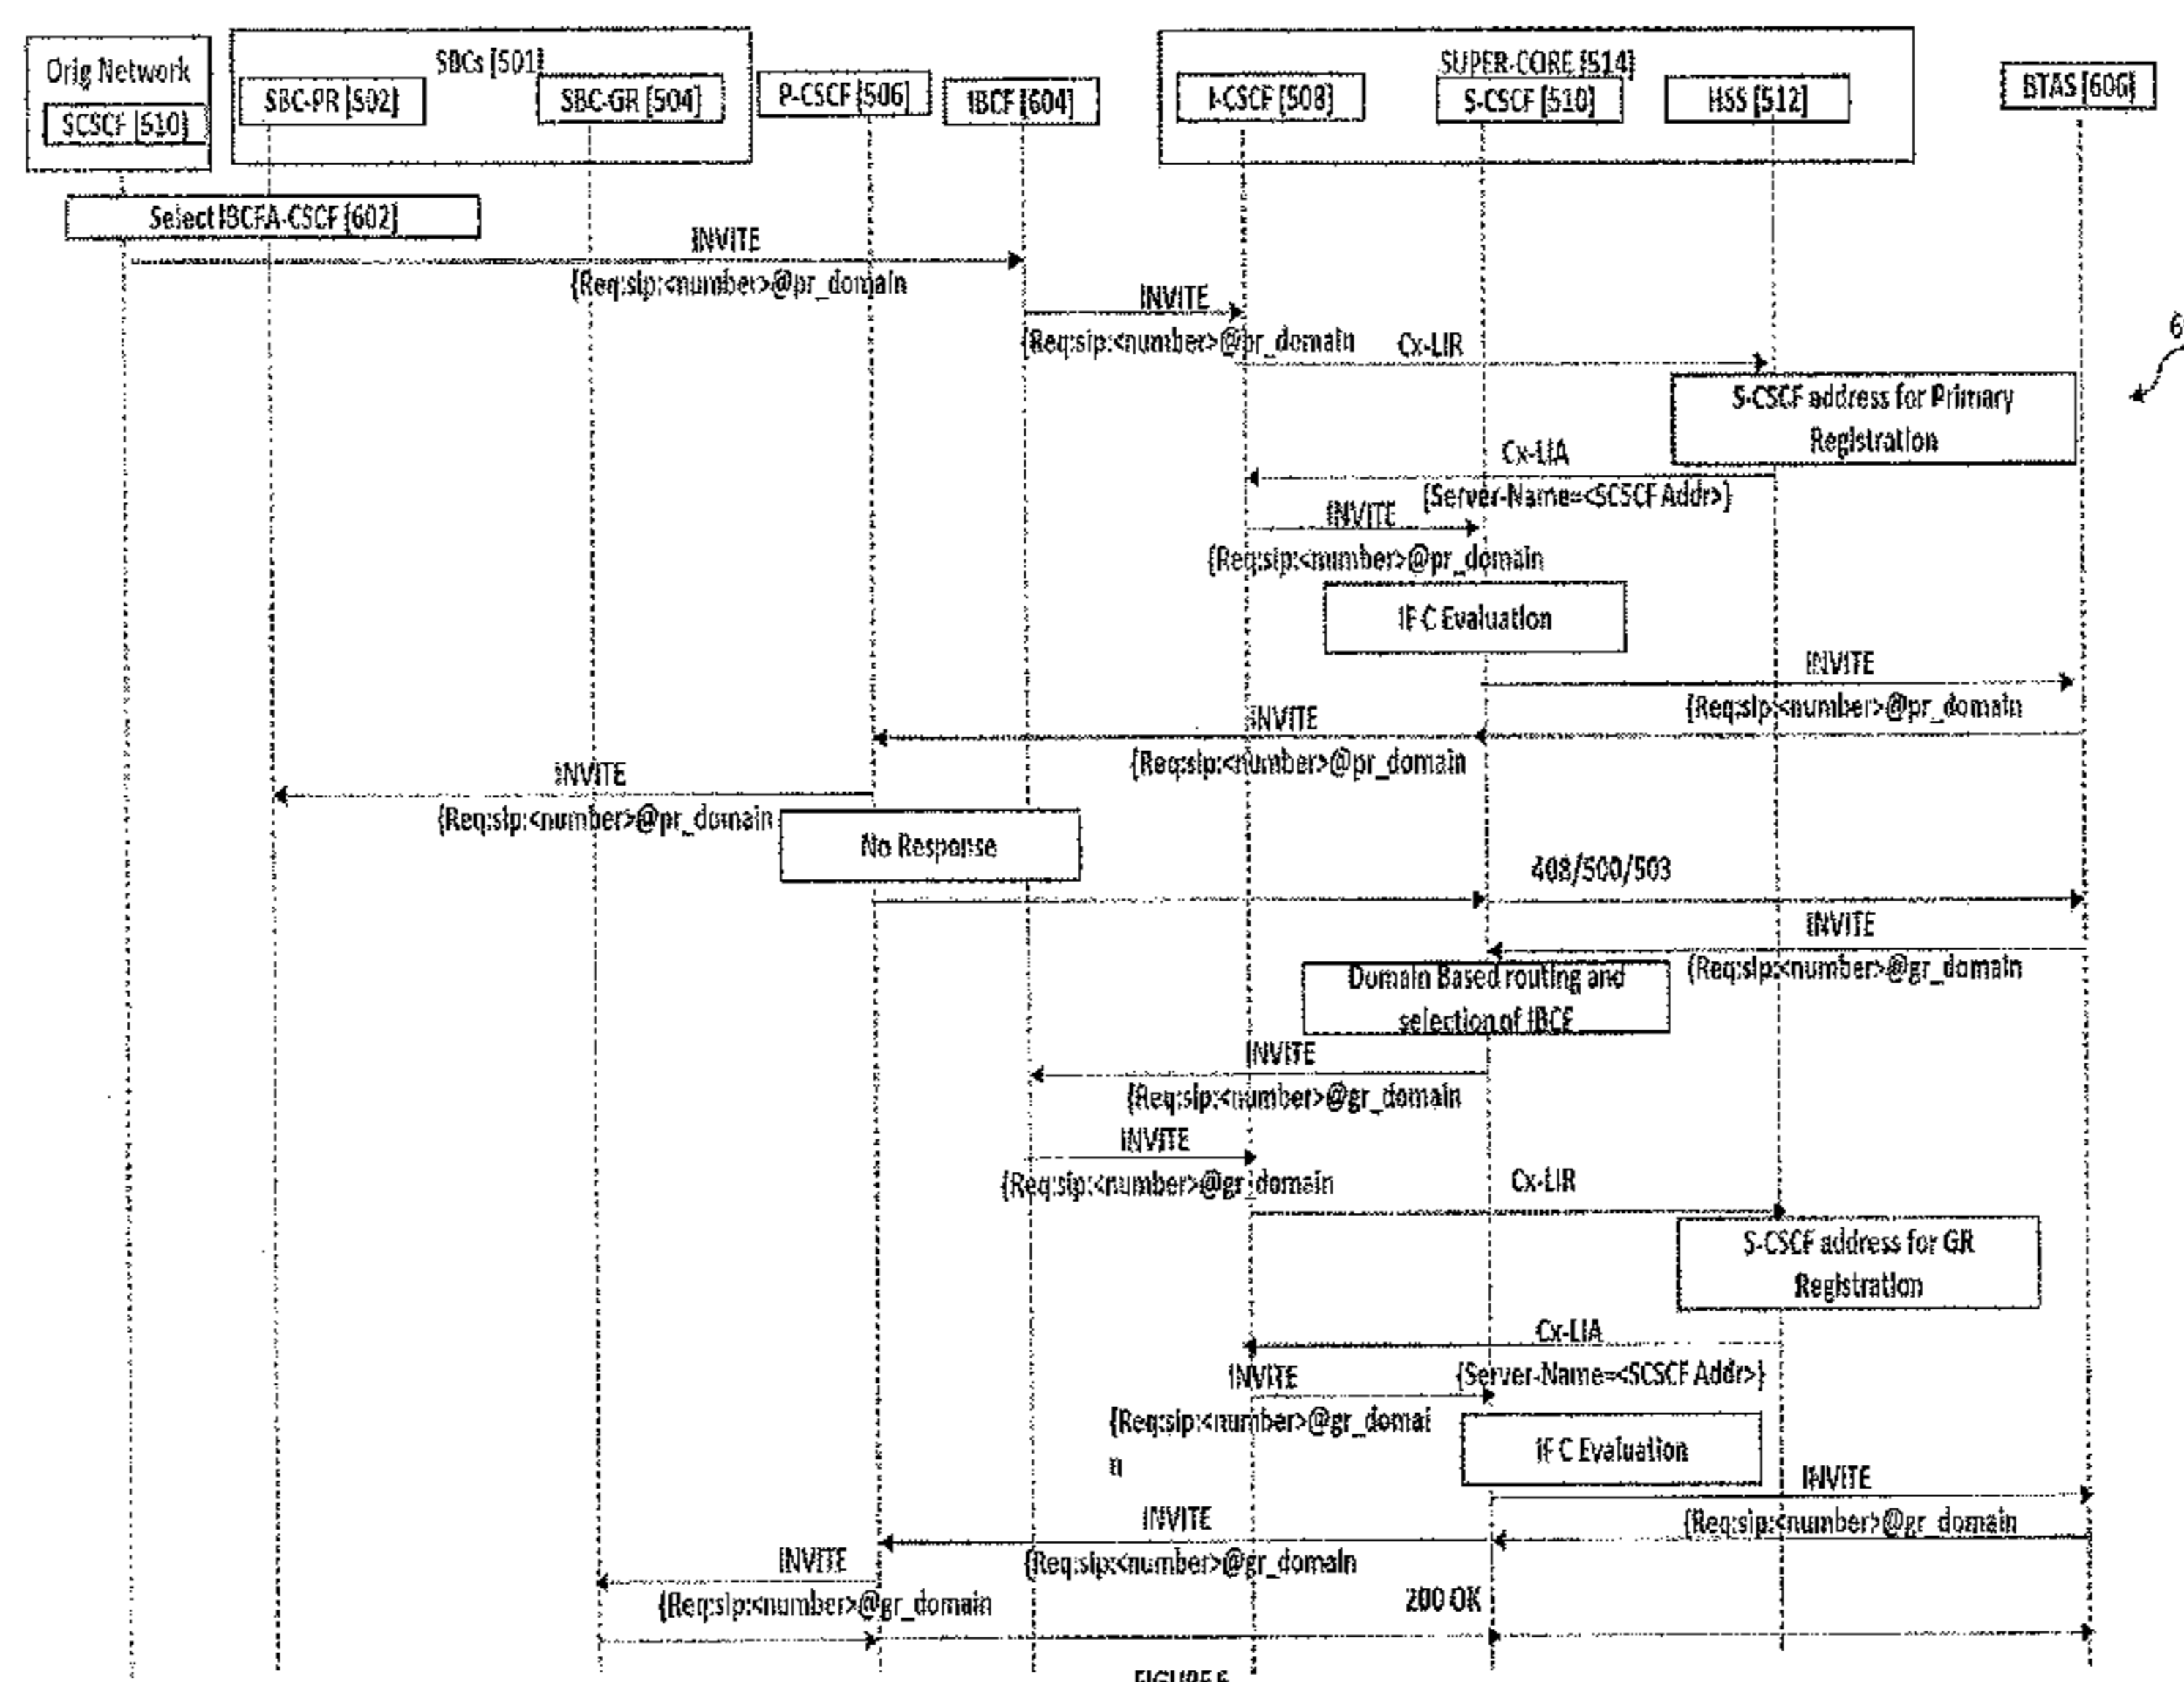 Orig Network
SCSCF [510]
SBCs [501]
SBC-PR [502]
SBC-GR [504]
P-CSCF [506]
IBCF [604]
SUPER-CORE [514]
I-CSCF [508]
S-CSCF [510]
HSS [512]
BTAS [606]
Select IBCFA-CSCF [602]
INVITE
{Req:sip:<number>@pr_domain
INVITE
{Req:sip:<number>@pr_domain
Cx-LIR
6
S-CSCF address for Primary
Registration
Cx-LIA
{Server-Name=<SCSCF Addr>}
INVITE
{Req:sip:<number>@pr_domain
IFC Evaluation
INVITE
{Req:sip:<number>@pr_domain
INVITE
{Req:sip:<number>@pr_domain
INVITE
{Req:sip:<number>@pr_domain
No Response
408/500/503
INVITE
{Req:sip:<number>@gr_domain
Domain Based routing and
selection of IBCF
INVITE
{Req:sip:<number>@gr_domain
INVITE
{Req:sip:<number>@gr_domain
Cx-LIR
S-CSCF address for GR
Registration
Cx-LIA
{Server-Name=<SCSCF Addr>}
INVITE
{Req:sip:<number>@gr_domai
n
IFC Evaluation
INVITE
{Req:sip:<number>@gr_domain
INVITE
{Req:sip:<number>@gr_domain
INVITE
{Req:sip:<number>@gr_domain
200 OK